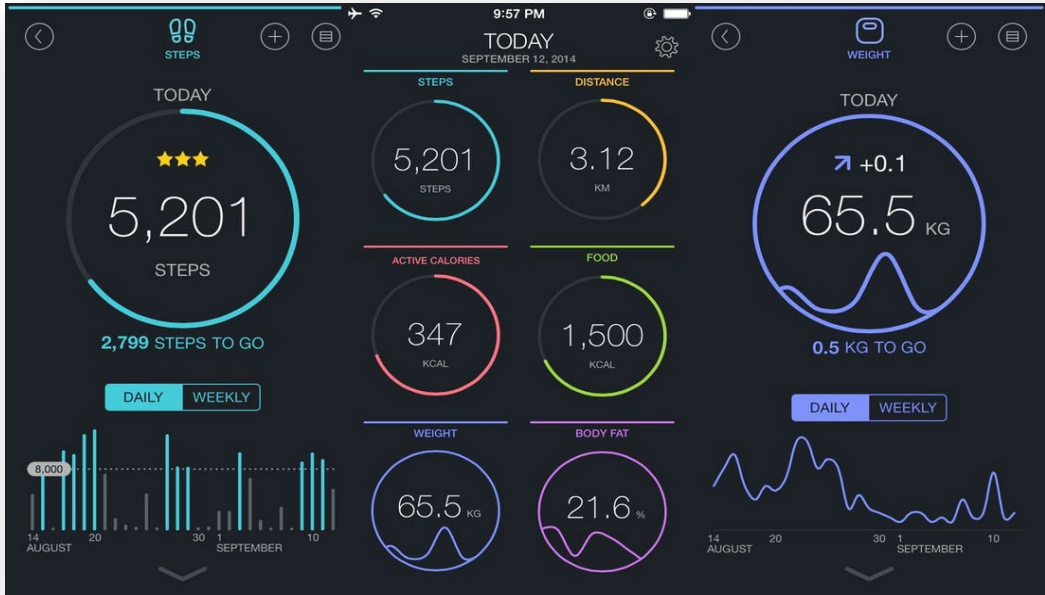 STEPS
TODAY
5,201
STEPS
2,799 STEPS TO GO
DAILY WEEKLY
8,000
14 20 30 1 10
AUGUST SEPTEMBER
9:57 PM
TODAY
SEPTEMBER 12, 2014
STEPS DISTANCE
5,201 3.12
STEPS KM
ACTIVE CALORIES FOOD
347 1,500
KCAL KCAL
WEIGHT BODY FAT
65.5 KG 21.6 %
WEIGHT
TODAY
+0.1
65.5 KG
0.5 KG TO GO
DAILY WEEKLY
14 20 30 1 10
AUGUST SEPTEMBER